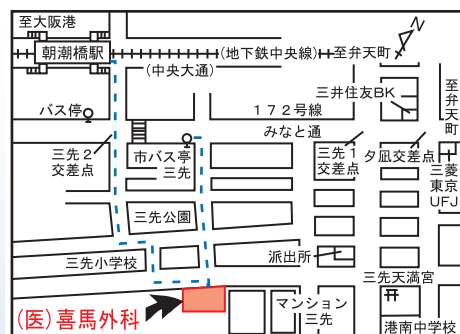 至大阪港
N
朝潮橋駅
(地下鉄中央線)
至弁天町
(中央大通)
三井住友BK
至弁天町
バス停
172号線
みなと通
三先2
交差点
市バス亭
三先
三先1
交差点
夕凪交差点
三菱
東京
UFJ
三先公園
三先小学校
派出所
三先天満宮
(医)喜馬外科
マンション
三先
港南中学校